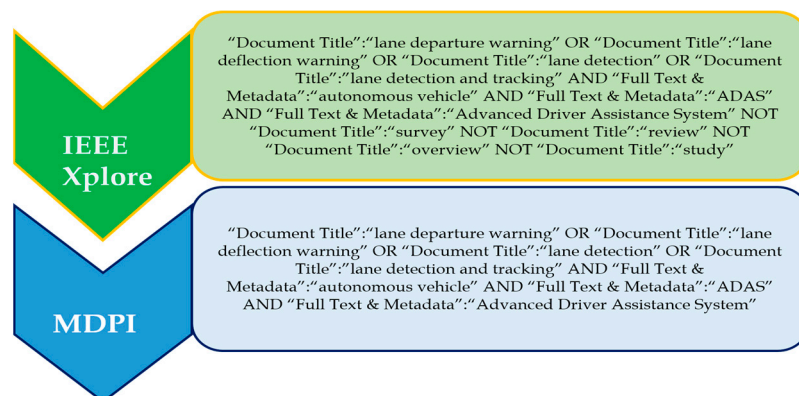 “Document Title”:“lane departure warning” OR “Document Title”:“lane
deflection warning” OR “Document Title”:“lane detection” OR “Document
Title”:”lane detection and tracking” AND “Full Text &
Metadata”:“autonomous vehicle” AND “Full Text & Metadata”:“ADAS”
AND “Full Text & Metadata”:“Advanced Driver Assistance System” NOT
“Document Title”:“survey” NOT “Document Title”:“review” NOT
“Document Title”:“overview” NOT “Document Title”:“study”
IEEE
Xplore
“Document Title”:“lane departure warning” OR “Document Title”:“lane
deflection warning” OR “Document Title”:“lane detection” OR “Document
Title”:”lane detection and tracking” AND “Full Text &
Metadata”:“autonomous vehicle” AND “Full Text & Metadata”:“ADAS”
AND “Full Text & Metadata”:“Advanced Driver Assistance System”
MDPI